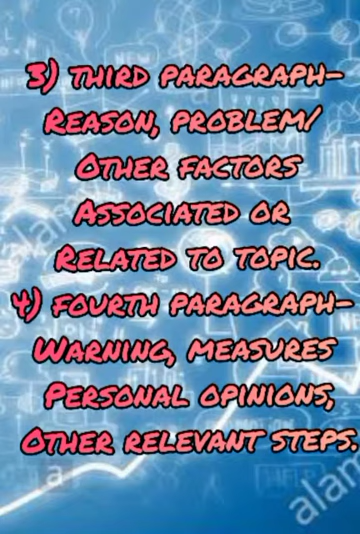 3) THIRD PARAGRAPH-
REASON, PROBLEM/
OTHER FACTORS
ASSOCIATED OR
RELATED TO TOPIC.
4) FOURTH PARAGRAPH-
WARNING, MEASURES
PERSONAL OPINIONS,
OTHER RELEVANT STEPS.
a
alam